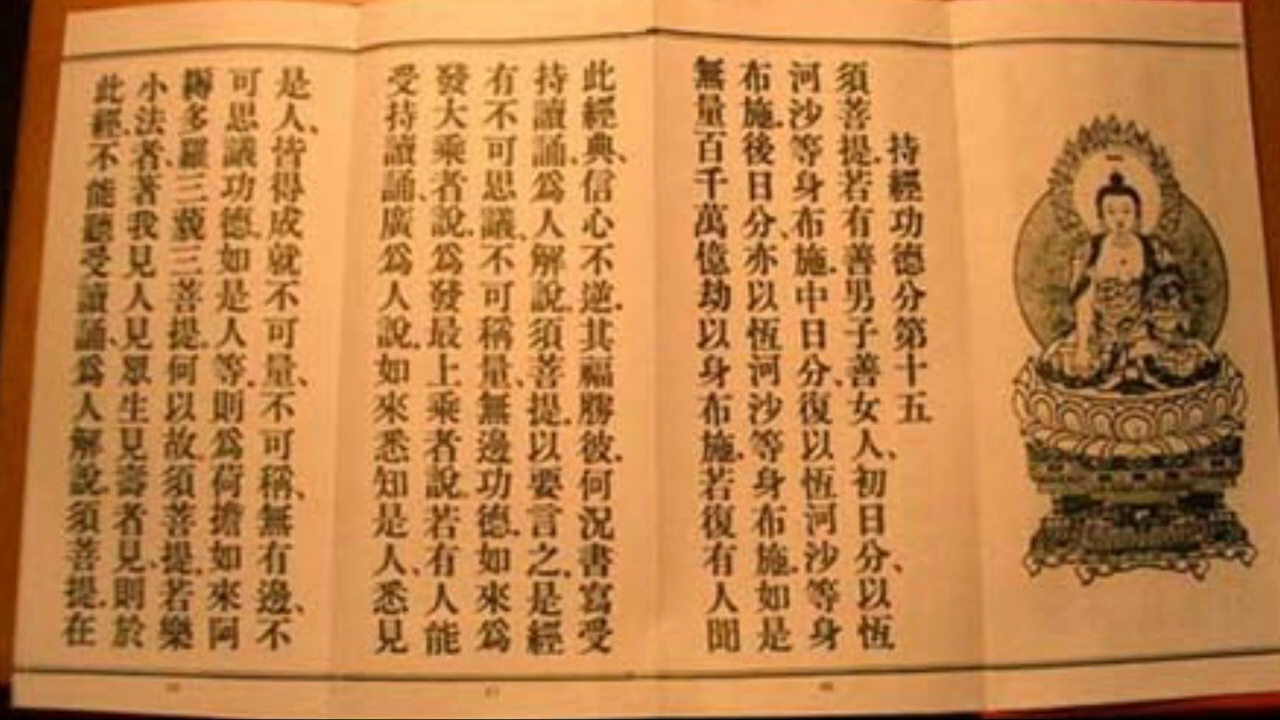 持經功德分第十五
須菩提.若有善男子善女人、初日分、以恆
河沙等身布施.中日分、復以恆河沙等身
布施.後日分、亦以恆河沙等身布施.如是
無量百千萬億劫以身布施.若復有人聞
此經典、信心不逆.其福勝彼.何況書寫受
持讀誦、爲人解說.須菩提.以要言之.是經
有不可思議、不可稱量、無邊功德.如來爲
發大乘者說.爲發最上乘者說.若有人能
受持讀誦、廣爲人說.如來悉知是人、悉見
是人、皆得成就不可量、不可稱、無有邊、不
可思議功德.如是人等.則爲荷擔如來阿
耨多羅三藐三菩提.何以故.須菩提.若樂
小法者、著我見人見眾生見壽者見、則於
此經.不能聽受讀誦、爲人解說.須菩提.在